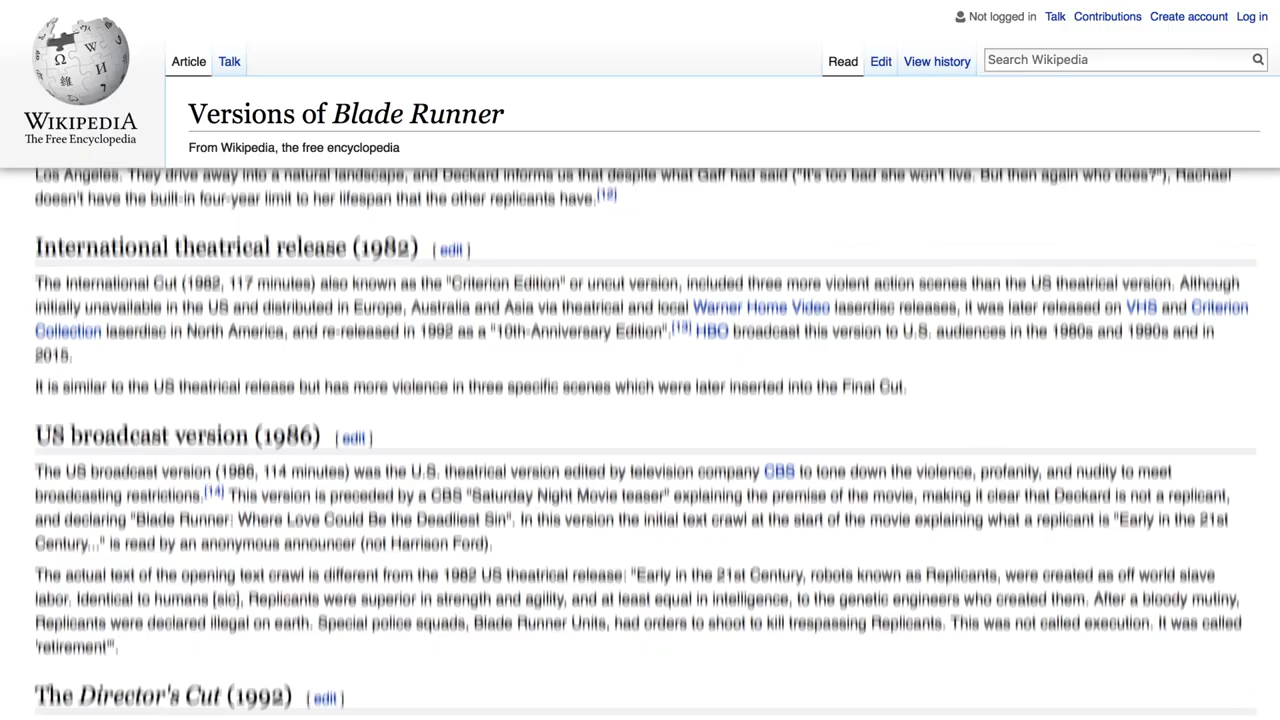 Not logged in Talk Contributions Create account Log in
Article Talk Read Edit View history Search Wikipedia
WIKIPEDIA
The Free Encyclopedia
Versions of Blade Runner
From Wikipedia, the free encyclopedia
Los Angeles. They drive away into a natural landscape, and Deckard informs us that despite what Gaff had said ("It's too bad she won't live. But then again who does?"), Rachael
doesn't have the built-in four-year limit to her lifespan that the other replicants have.[12]
International theatrical release (1982) [ edit ]
The International Cut (1982, 117 minutes) also known as the "Criterion Edition" or uncut version, included three more violent action scenes than the US theatrical version. Although
initially unavailable in the US and distributed in Europe, Australia and Asia via theatrical and local Warner Home Video laserdisc releases, it was later released on VHS and Criterion
Collection laserdisc in North America, and re-released in 1992 as a "10th-Anniversary Edition".[13] HBO broadcast this version to U.S. audiences in the 1980s and 1990s and in
2015.
It is similar to the US theatrical release but has more violence in three specific scenes which were later inserted into the Final Cut.
US broadcast version (1986) [ edit ]
The US broadcast version (1986, 114 minutes) was the U.S. theatrical version edited by television company CBS to tone down the violence, profanity, and nudity to meet
broadcasting restrictions.[14] This version is preceded by a CBS "Saturday Night Movie teaser" explaining the premise of the movie, making it clear that Deckard is not a replicant,
and declaring "Blade Runner: Where Love Could Be the Deadliest Sin". In this version the initial text crawl at the start of the movie explaining what a replicant is "Early in the 21st
Century..." is read by an anonymous announcer (not Harrison Ford).
The actual text of the opening text crawl is different from the 1982 US theatrical release: "Early in the 21st Century, robots known as Replicants, were created as off world slave
labor. Identical to humans [sic], Replicants were superior in strength and agility, and at least equal in intelligence, to the genetic engineers who created them. After a bloody mutiny,
Replicants were declared illegal on earth. Special police squads, Blade Runner Units, had orders to shoot to kill trespassing Replicants. This was not called execution. It was called
'retirement'".
The Director's Cut (1992) [ edit ]